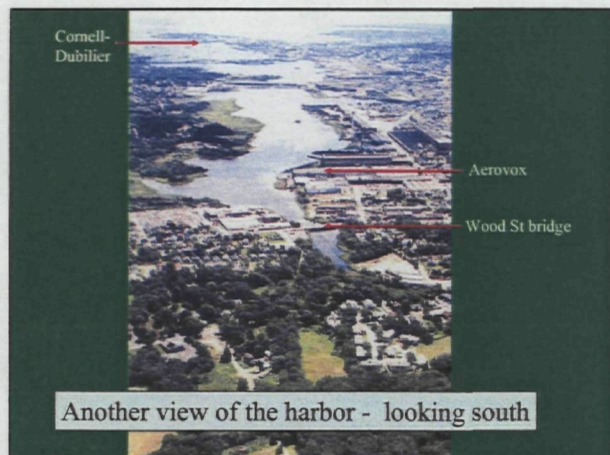 Cornell-
Dubilier
Aerovox
Wood St bridge
Another view of the harbor - looking south